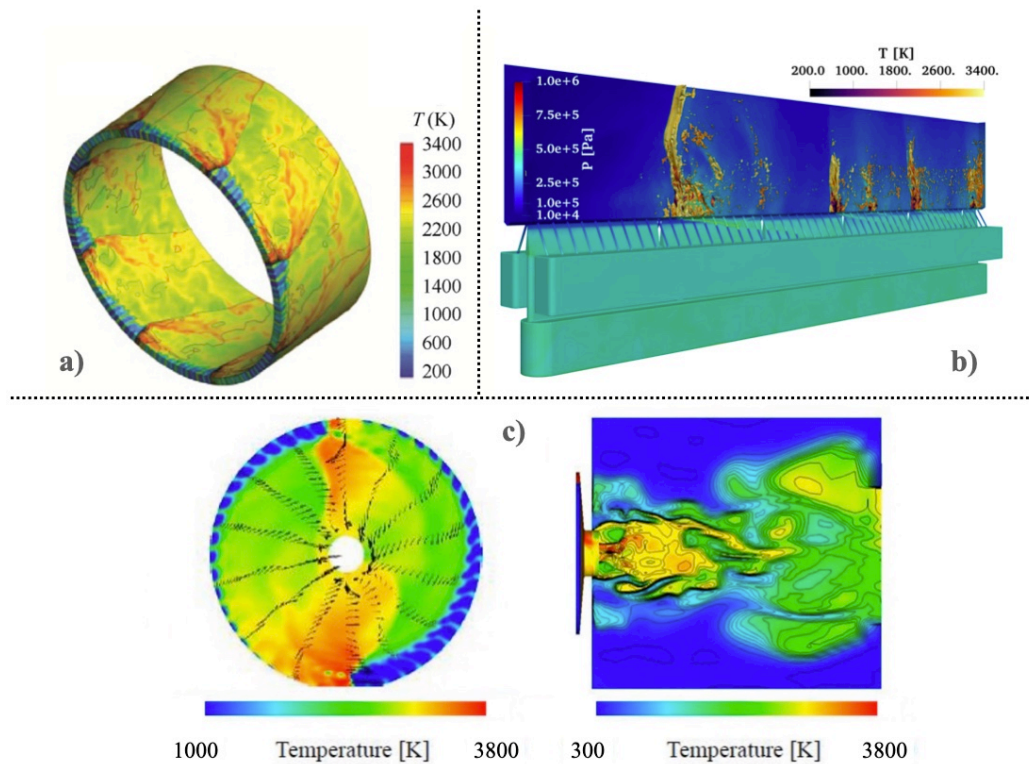 T (K)
3400
3000
2600
2200
1800
1400
1000
600
200
a)
T [K]
200.0 1000. 1800. 2600. 3400.
1.0e+6
7.5e+5
5.0e+5
2.5e+5
1.0e+5
1.0e+4
P [Pa]
b)
c)
1000 Temperature [K] 3800
300 Temperature [K] 3800